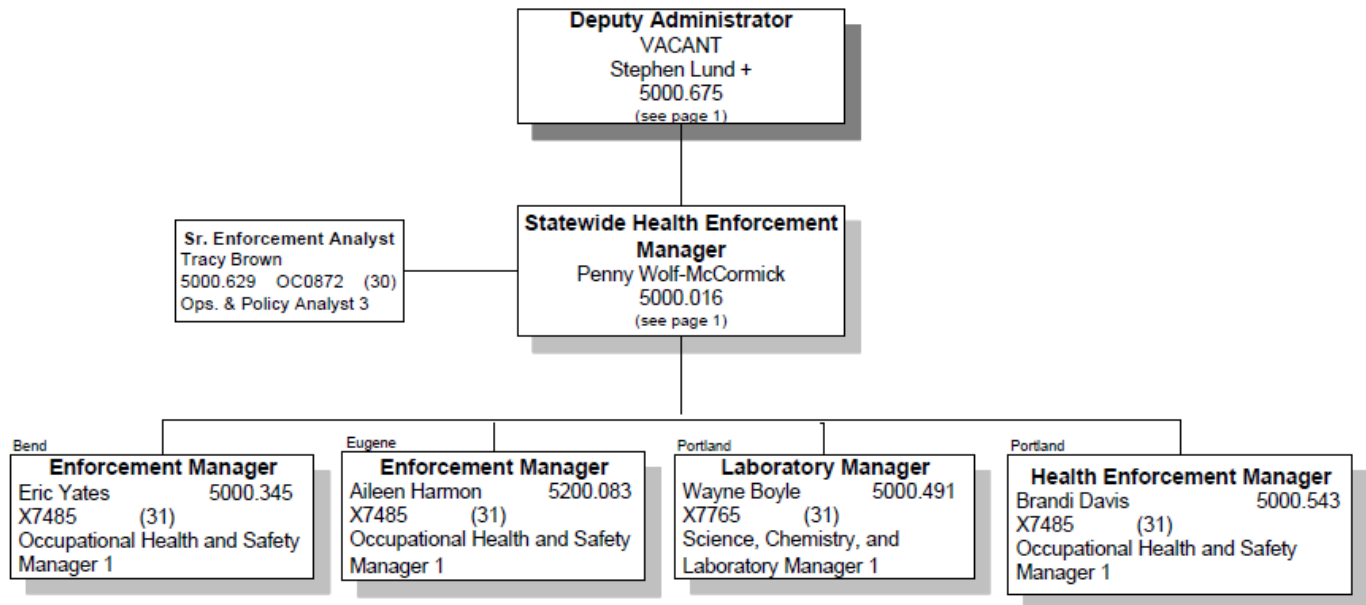 Deputy Administrator
VACANT
Stephen Lund +
5000.675
(see page 1)
Sr. Enforcement Analyst
Tracy Brown
5000.629 OC0872 (30)
Ops. & Policy Analyst 3
Statewide Health Enforcement
Manager
Penny Wolf-McCormick
5000.016
(see page 1)
Bend
Enforcement Manager
Eric Yates 5000.345
X7485 (31)
Occupational Health and Safety
Manager 1
Eugene
Enforcement Manager
Aileen Harmon 5200.083
X7485 (31)
Occupational Health and Safety
Manager 1
Portland
Laboratory Manager
Wayne Boyle 5000.491
X7765 (31)
Science, Chemistry, and
Laboratory Manager 1
Portland
Health Enforcement Manager
Brandi Davis 5000.543
X7485 (31)
Occupational Health and Safety
Manager 1